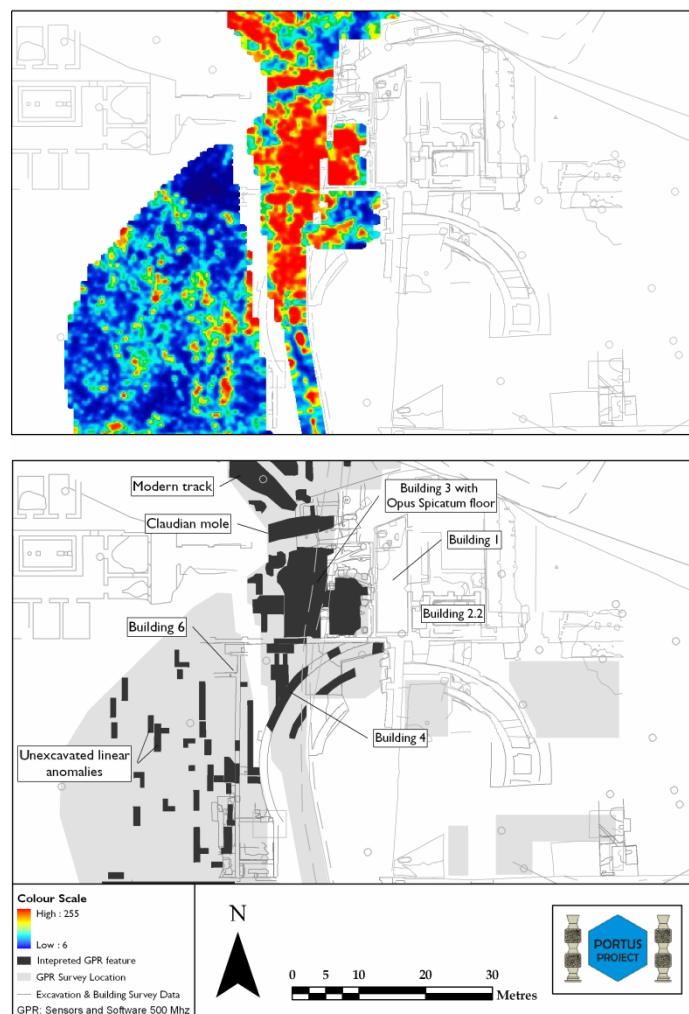 Modern track
Claudian mole
Building 3 with
Opus Spicatum floor
Building 1
Building 2.2
Building 6
Building 4
Unexcavated linear
anomalies
Colour Scale
High : 255
Low : 6
Intepreted GPR feature
GPR Survey Location
Excavation & Building Survey Data
GPR: Sensors and Software 500 Mhz
N
0 5 10 20 30
Metres
PORTUS
PROJECT